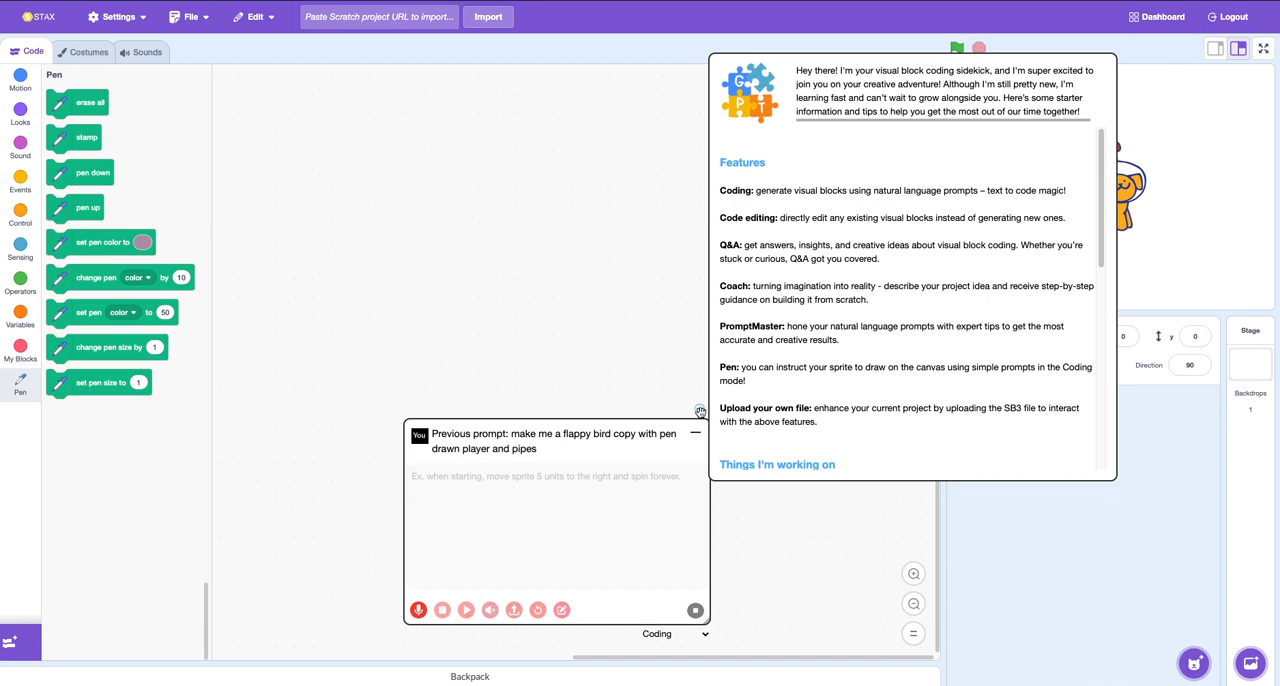 STAX
Settings
File
Edit
Paste Scratch project URL to import...
Import
Dashboard
Logout
Code
Costumes
Sounds
Motion
Looks
Sound
Events
Control
Sensing
Operators
Variables
My Blocks
Pen
Pen
erase all
stamp
pen down
pen up
set pen color to
change pen color by 10
set pen color to 50
change pen size by 1
set pen size to 1
G
P T
Hey there! I'm your visual block coding sidekick, and I'm super excited to
join you on your creative adventure! Although I'm still pretty new, I'm
learning fast and can't wait to grow alongside you. Here's some starter
information and tips to help you get the most out of our time together!
Features
Coding: generate visual blocks using natural language prompts – text to code magic!
Code editing: directly edit any existing visual blocks instead of generating new ones.
Q&A: get answers, insights, and creative ideas about visual block coding. Whether you're
stuck or curious, Q&A got you covered.
Coach: turning imagination into reality - describe your project idea and receive step-by-step
guidance on building it from scratch.
PromptMaster: hone your natural language prompts with expert tips to get the most
accurate and creative results.
Pen: you can instruct your sprite to draw on the canvas using simple prompts in the Coding
mode!
Upload your own file: enhance your current project by uploading the SB3 file to interact
with the above features.
Things I'm working on
You
Previous prompt: make me a flappy bird copy with pen
drawn player and pipes
Ex. when starting, move sprite 5 units to the right and spin forever.
Coding
0
y
0
Direction
90
Stage
Backdrops
1
Backpack